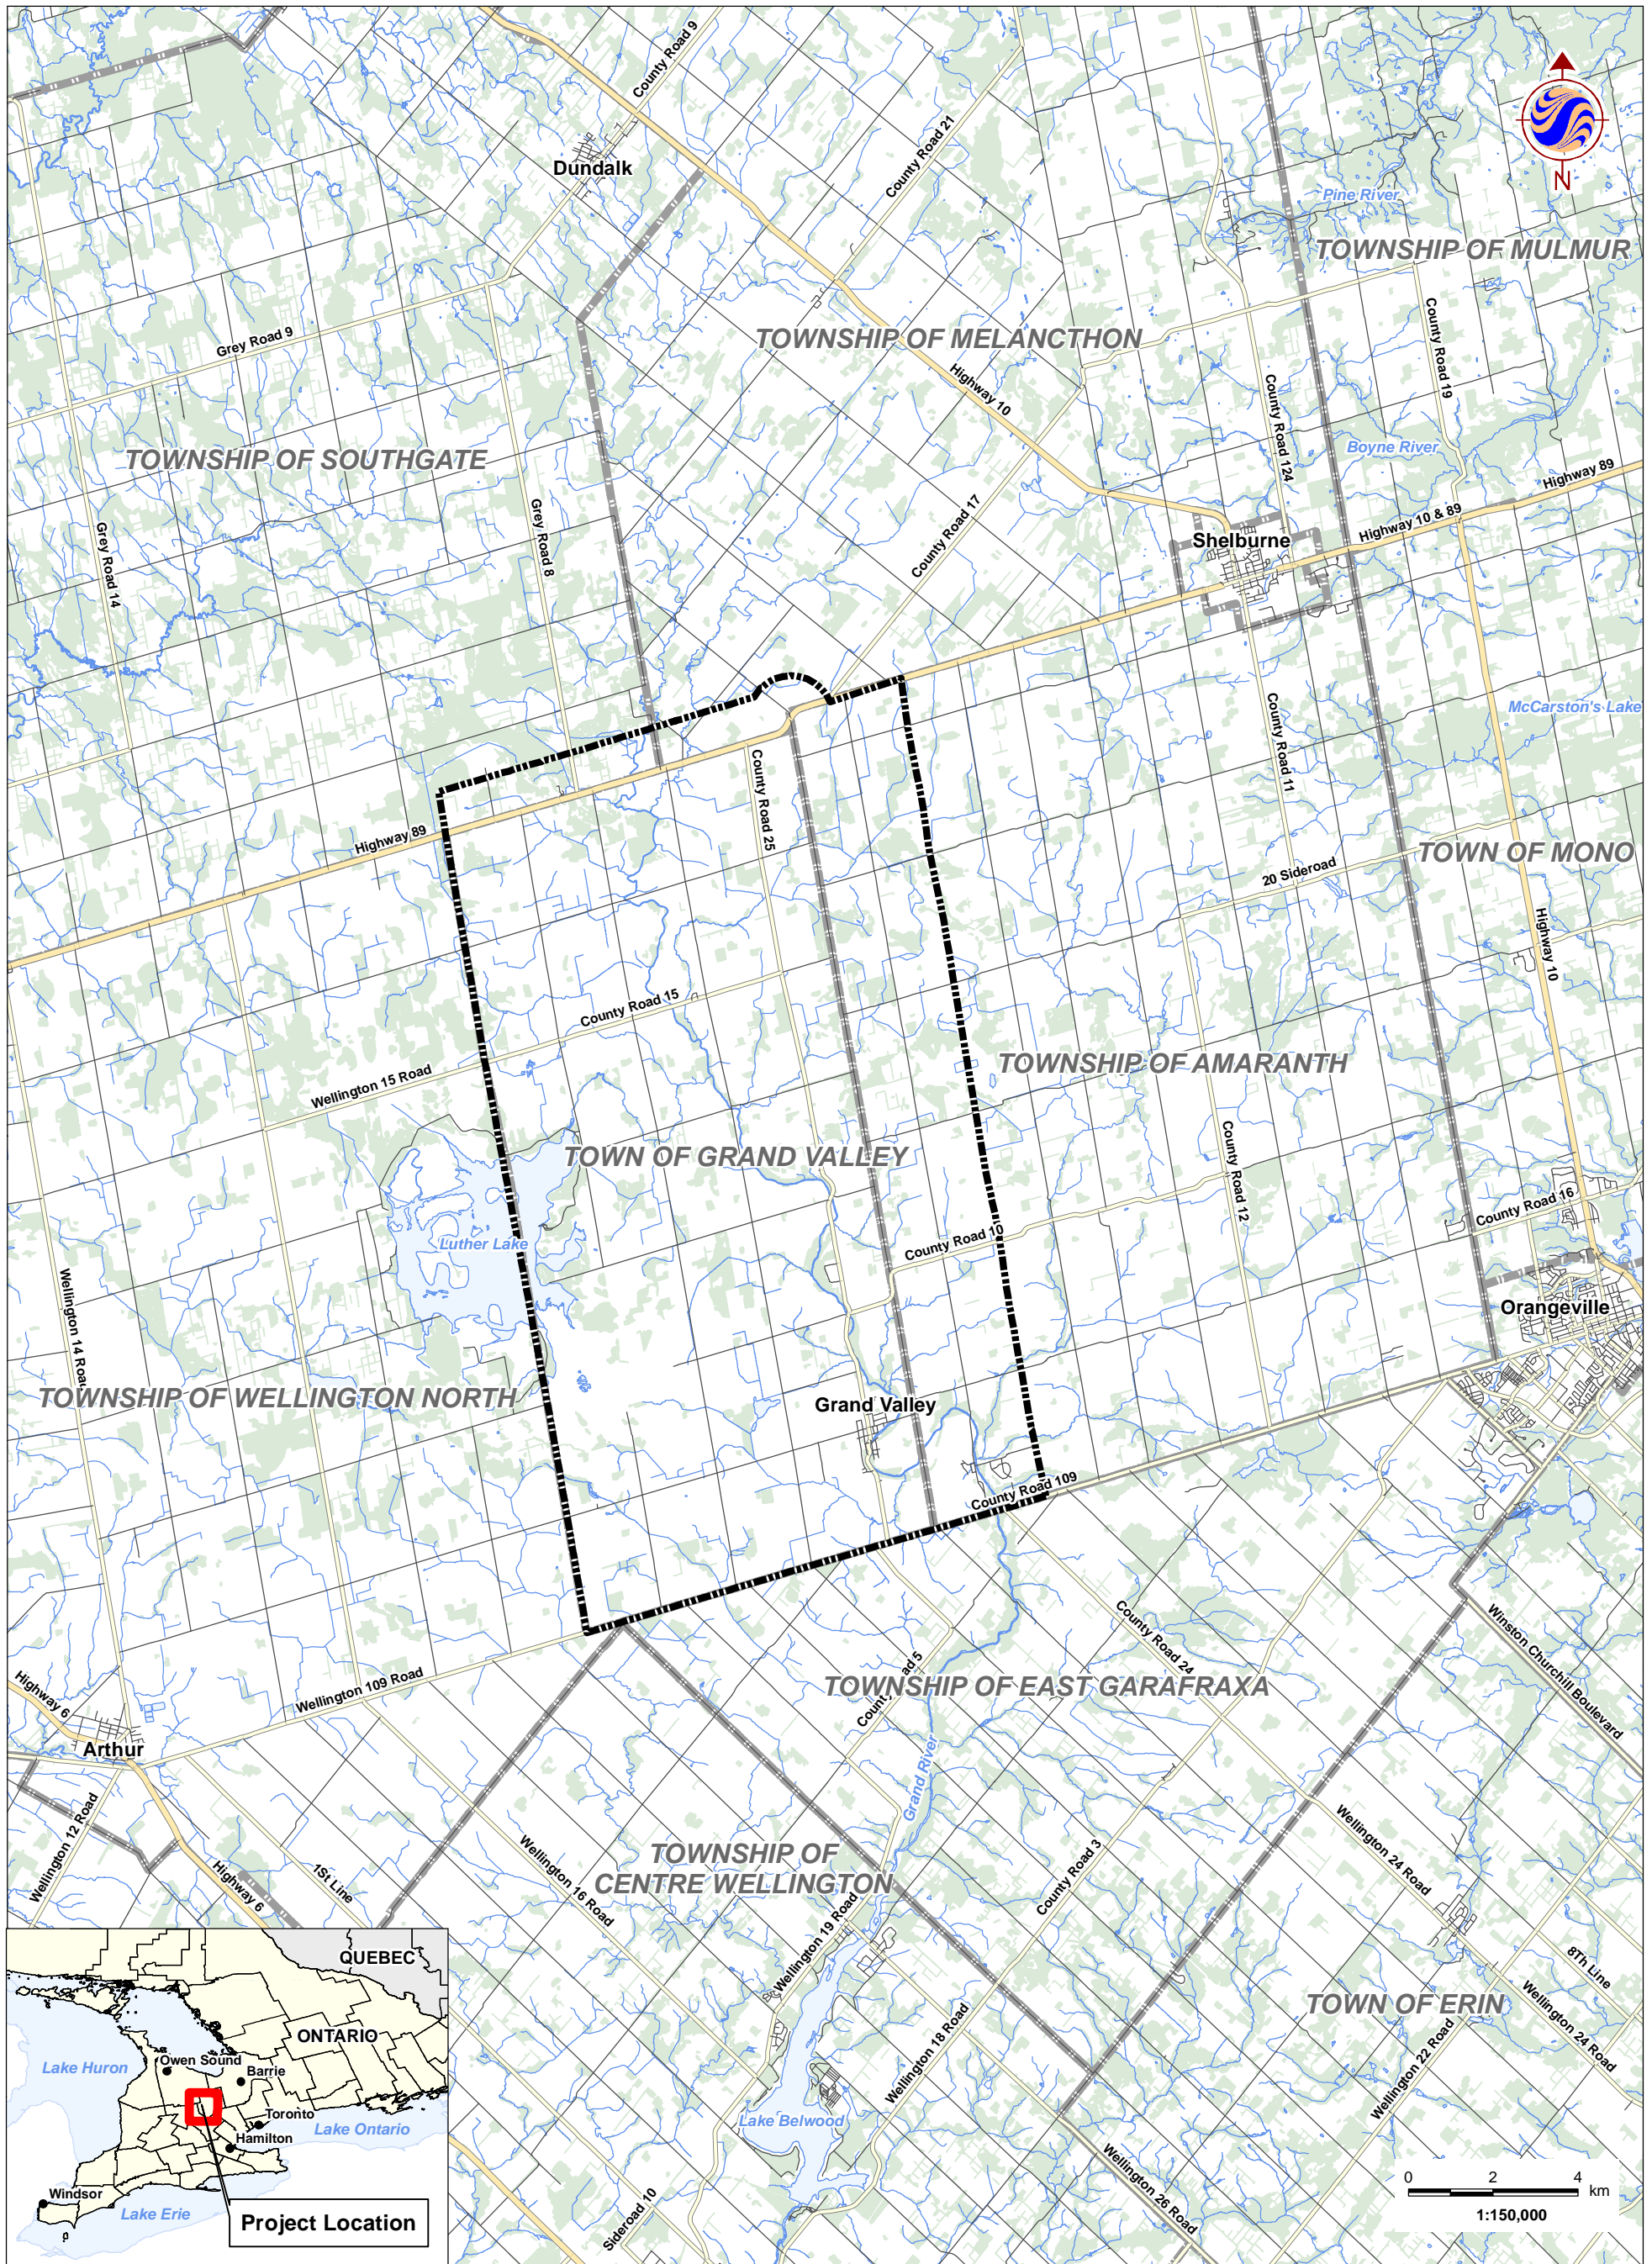 County Road 9
Dundalk
County Road 21
N
Pine River
TOWNSHIP OF MULMUR
Grey Road 9
TOWNSHIP OF MELANCTHON
County Road 19
Highway 10
County Road 124
TOWNSHIP OF SOUTHGATE
Boyne River
Highway 89
Grey Road 14
Grey Road 8
County Road 17
Highway 10 & 89
Shelburne
McCarston's Lake
County Road 11
County Road 25
Highway 89
20 Sideroad
TOWN OF MONO
Highway 10
County Road 15
Wellington 15 Road
TOWNSHIP OF AMARANTH
TOWN OF GRAND VALLEY
County Road 12
County Road 16
Luther Lake
County Road 10
Wellington 14 Road
Orangeville
TOWNSHIP OF WELLINGTON NORTH
Grand Valley
County Road 109
County Road 24
Winston Churchill Boulevard
Wellington 109 Road
County Road 5
TOWNSHIP OF EAST GARAFRAXA
Highway 6
Arthur
Grand River
Wellington 12 Road
Highway 6
1St Line
Wellington 16 Road
TOWNSHIP OF
CENTRE WELLINGTON
Wellington 19 Road
County Road 3
Wellington 24 Road
8Th Line
TOWN OF ERIN
Wellington 24 Road
Wellington 22 Road
Wellington 18 Road
Lake Belwood
Wellington 26 Road
Sideroad 10
QUEBEC
ONTARIO
Lake Huron
Owen Sound
Barrie
Toronto
Lake Ontario
Hamilton
Windsor
Lake Erie
Project Location
0 2 4
km
1:150,000